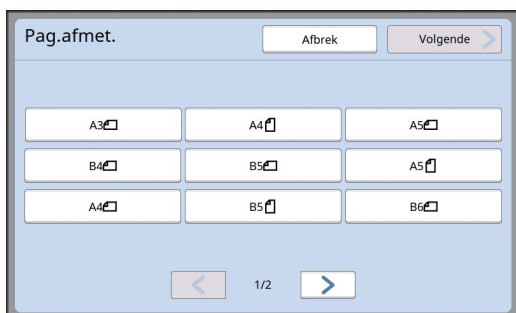 Pag.afmet. Afbrek Volgende
A3 A4 A5
B4 B5 A5
A4 B5 B6
1/2